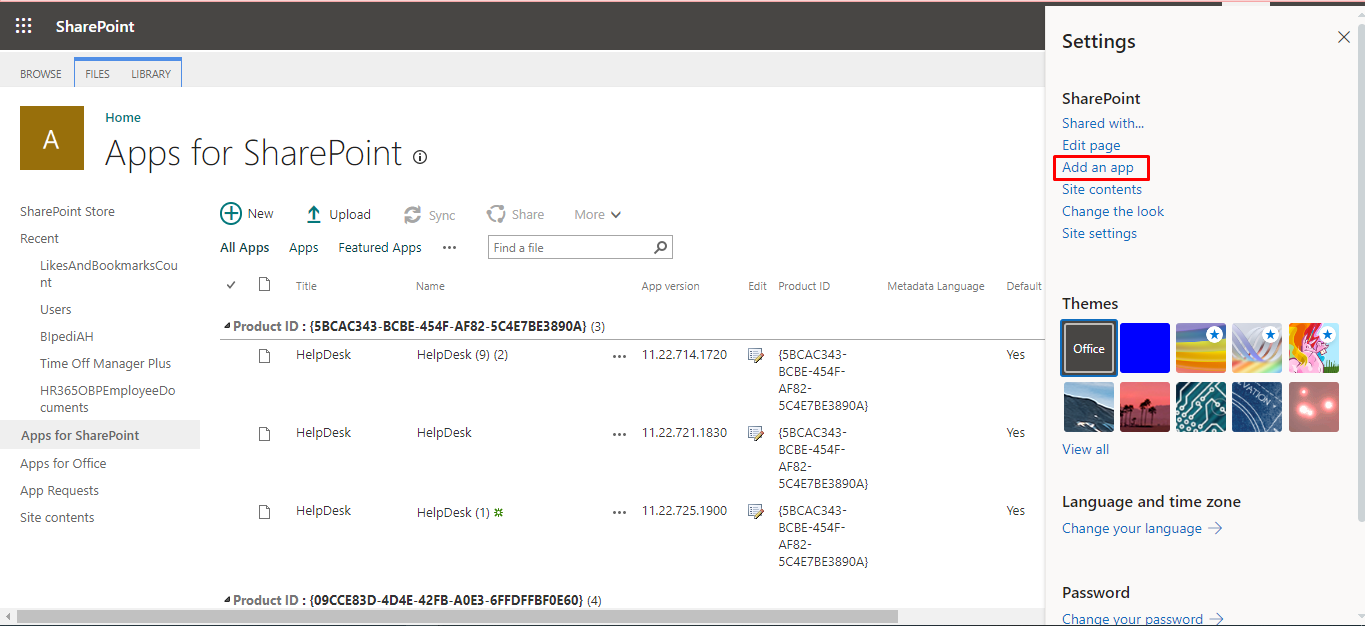 SharePoint
BROWSE FILES LIBRARY
A
Home
Apps for SharePoint
SharePoint Store
Recent
LikesAndBookmarksCou
nt
Users
BIpediAH
Time Off Manager Plus
HR365OBPEmployeeDo
cuments
Apps for SharePoint
Apps for Office
App Requests
Site contents
New Upload Sync Share More
All Apps Apps Featured Apps ••• Find a file
Title Name App version Edit Product ID Metadata Language Default
Product ID : {5BCAC343-BCBE-454F-AF82-5C4E7BE3890A} (3)
HelpDesk HelpDesk (9) (2) ••• 11.22.714.1720 {5BCAC343- Yes
BCBE-454F-
AF82-
5C4E7BE3890A}
HelpDesk HelpDesk ••• 11.22.721.1830 {5BCAC343- Yes
BCBE-454F-
AF82-
5C4E7BE3890A}
HelpDesk HelpDesk (1) ••• 11.22.725.1900 {5BCAC343- Yes
BCBE-454F-
AF82-
5C4E7BE3890A}
Product ID : {09CCE83D-4D4E-42FB-A0E3-6FFDFFBF0E60} (4)
Settings
SharePoint
Shared with...
Edit page
Add an app
Site contents
Change the look
Site settings
Themes
Office
VATION
View all
Language and time zone
Change your language
Password
Change your password